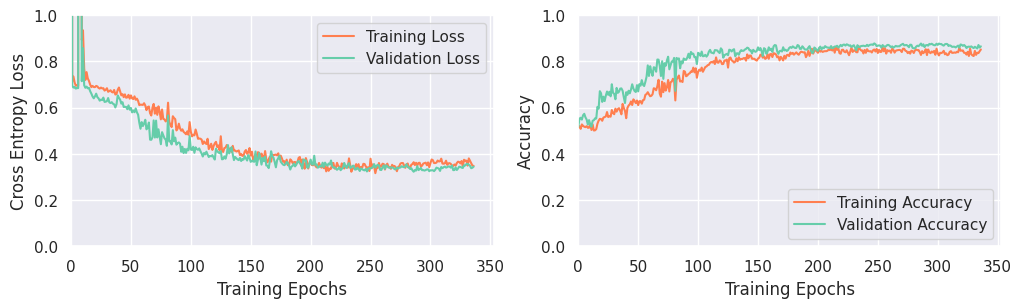 1.0
0.8
0.6
0.4
0.2
0.0
Cross Entropy Loss
Training Loss
Validation Loss
0 50 100 150 200 250 300 350
Training Epochs
1.0
0.8
0.6
0.4
0.2
0.0
Accuracy
Training Accuracy
Validation Accuracy
0 50 100 150 200 250 300 350
Training Epochs